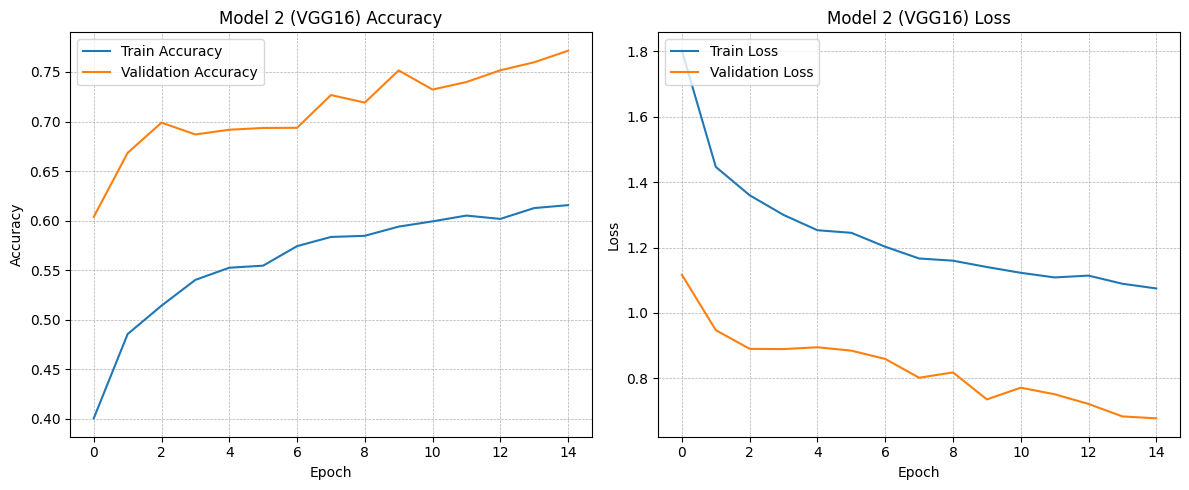 Model 2 (VGG16) Accuracy
Train Accuracy
Validation Accuracy
0.75
0.70
0.65
0.60
0.55
0.50
0.45
0.40
Accuracy
0 2 4 6 8 10 12 14
Epoch
Model 2 (VGG16) Loss
Train Loss
Validation Loss
1.8
1.6
1.4
1.2
1.0
0.8
Loss
0 2 4 6 8 10 12 14
Epoch